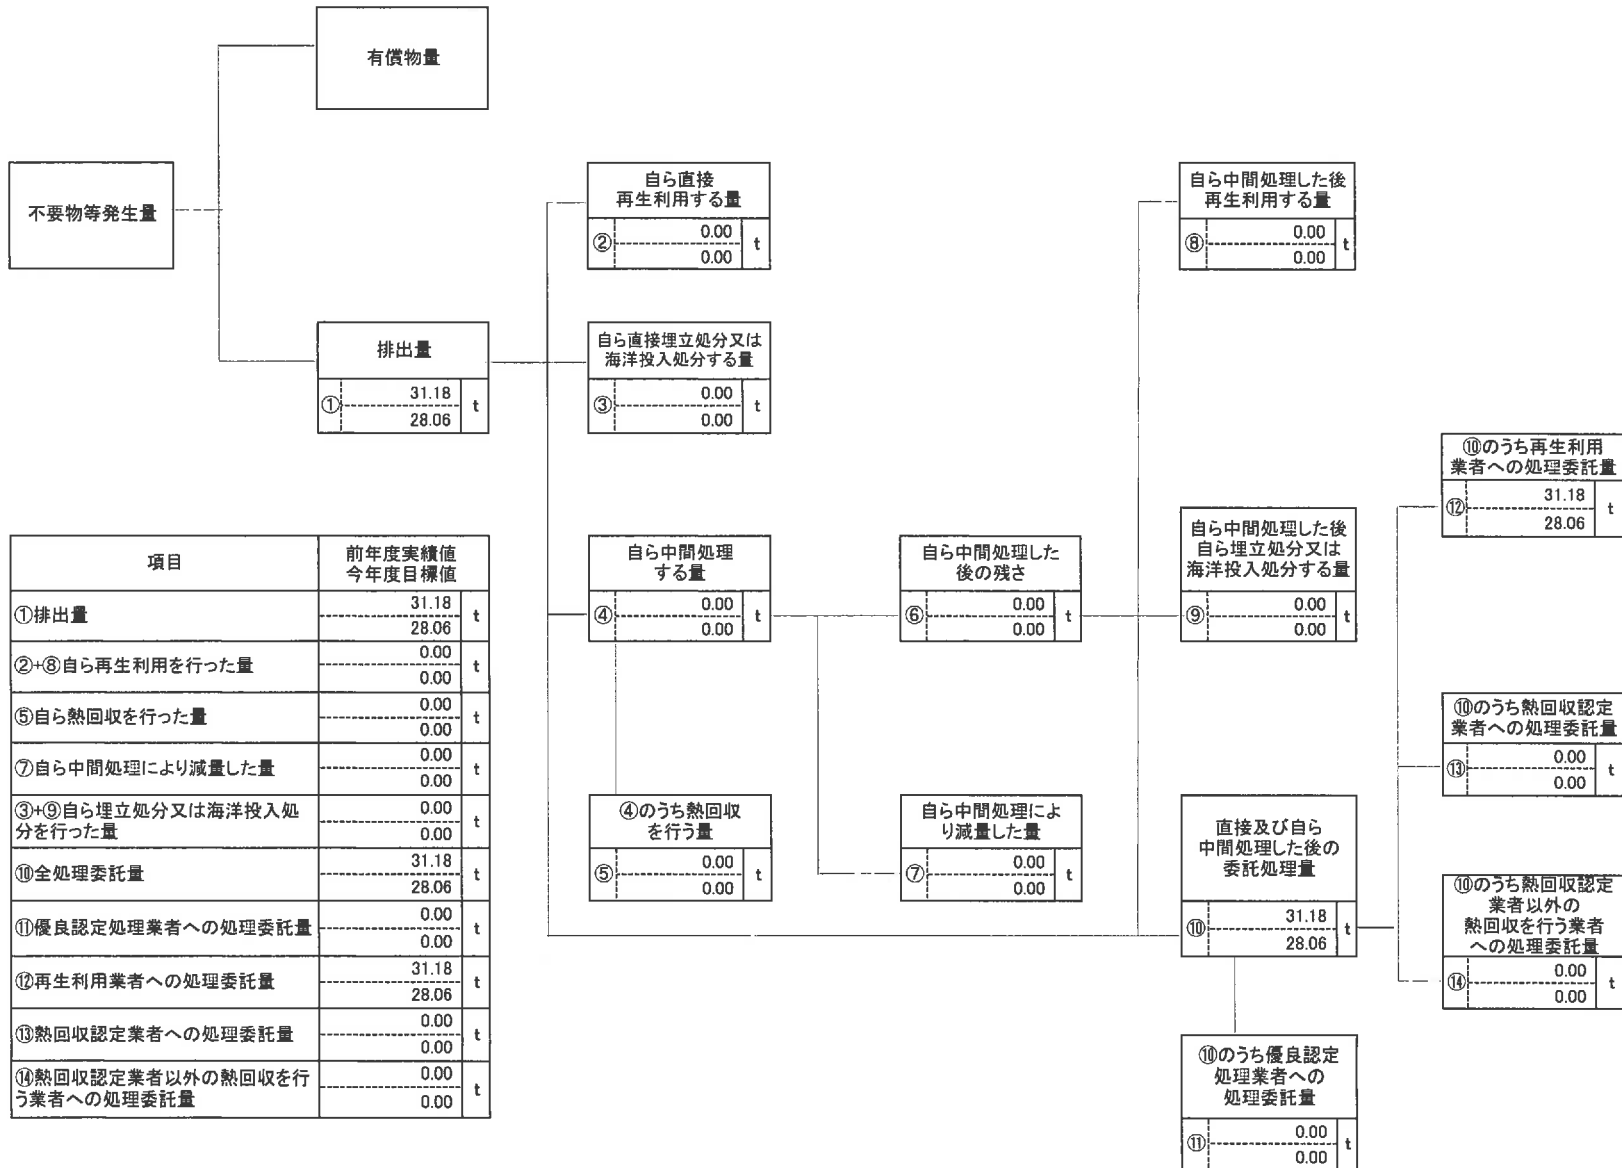 有償物量
不要物等発生量
排出量
①
31.18
28.06
t
自ら直接
再生利用する量
②
0.00
0.00
t
自ら直接埋立処分又は
海洋投入処分する量
③
0.00
0.00
t
自ら中間処理
する量
④
0.00
0.00
t
④のうち熱回収
を行う量
⑤
0.00
0.00
t
自ら中間処理した
後の残さ
⑥
0.00
0.00
t
自ら中間処理によ
り減量した量
⑦
0.00
0.00
t
自ら中間処理した後
再生利用する量
⑧
0.00
0.00
t
自ら中間処理した後
自ら埋立処分又は
海洋投入処分する量
⑨
0.00
0.00
t
直接及び自ら
中間処理した後の
委託処理量
⑩
31.18
28.06
t
⑩のうち優良認定
処理業者への
処理委託量
⑪
0.00
0.00
t
⑩のうち再生利用
業者への処理委託量
⑫
31.18
28.06
t
⑩のうち熱回収認定
業者への処理委託量
⑬
0.00
0.00
t
⑩のうち熱回収認定
業者以外の
熱回収を行う業者
への処理委託量
⑭
0.00
0.00
t
項目
前年度実績値
今年度目標値
①排出量
31.18
28.06
t
②+⑧自ら再生利用を行った量
0.00
0.00
t
⑤自ら熱回収を行った量
0.00
0.00
t
⑦自ら中間処理により減量した量
0.00
0.00
t
③+⑨自ら埋立処分又は海洋投入処
分を行った量
0.00
0.00
t
⑩全処理委託量
31.18
28.06
t
⑪優良認定処理業者への処理委託量
0.00
0.00
t
⑫再生利用業者への処理委託量
31.18
28.06
t
⑬熱回収認定業者への処理委託量
0.00
0.00
t
⑭熱回収認定業者以外の熱回収を行
う業者への処理委託量
0.00
0.00
t